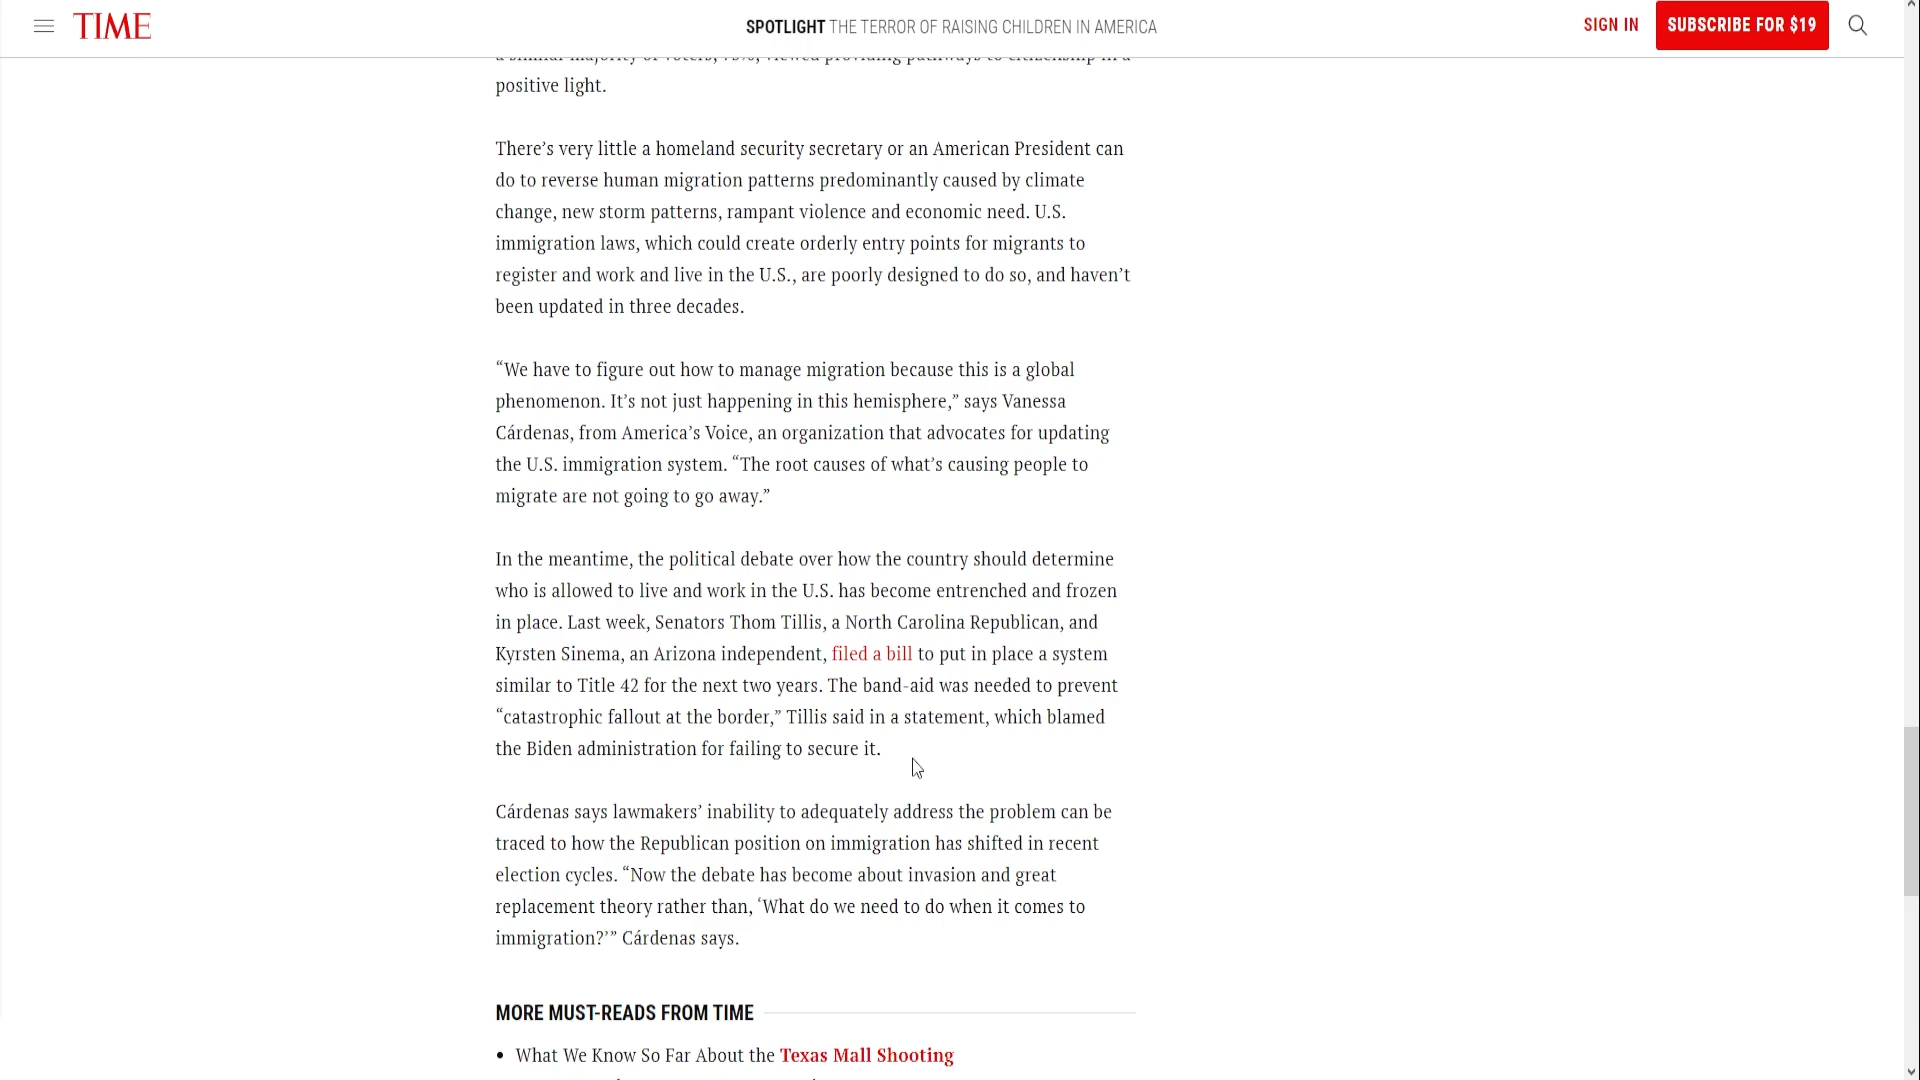 TIME
SPOTLIGHT THE TERROR OF RAISING CHILDREN IN AMERICA
SIGN IN
SUBSCRIBE FOR $19
a similar majority of voters, 75%, viewed providing pathways to citizenship in a
positive light.
There’s very little a homeland security secretary or an American President can
do to reverse human migration patterns predominantly caused by climate
change, new storm patterns, rampant violence and economic need. U.S.
immigration laws, which could create orderly entry points for migrants to
register and work and live in the U.S., are poorly designed to do so, and haven’t
been updated in three decades.
“We have to figure out how to manage migration because this is a global
phenomenon. It’s not just happening in this hemisphere,” says Vanessa
Cárdenas, from America’s Voice, an organization that advocates for updating
the U.S. immigration system. “The root causes of what’s causing people to
migrate are not going to go away.”
In the meantime, the political debate over how the country should determine
who is allowed to live and work in the U.S. has become entrenched and frozen
in place. Last week, Senators Thom Tillis, a North Carolina Republican, and
Kyrsten Sinema, an Arizona independent, filed a bill to put in place a system
similar to Title 42 for the next two years. The band-aid was needed to prevent
“catastrophic fallout at the border,” Tillis said in a statement, which blamed
the Biden administration for failing to secure it.
Cárdenas says lawmakers’ inability to adequately address the problem can be
traced to how the Republican position on immigration has shifted in recent
election cycles. “Now the debate has become about invasion and great
replacement theory rather than, ‘What do we need to do when it comes to
immigration?’” Cárdenas says.
MORE MUST-READS FROM TIME
• What We Know So Far About the Texas Mall Shooting